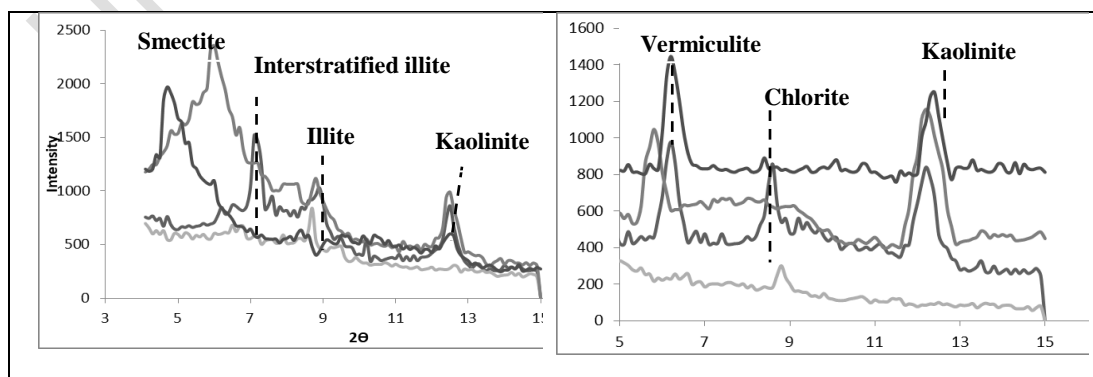 2500
2000
1500
1000
500
0
Intensity
Smectite
Interstratified illite
Illite
Kaolinite
3 5 7 9 11 13 15
2Θ
1600
1400
1200
1000
800
600
400
200
0
Vermiculite
Kaolinite
Chlorite
5 7 9 11 13 15